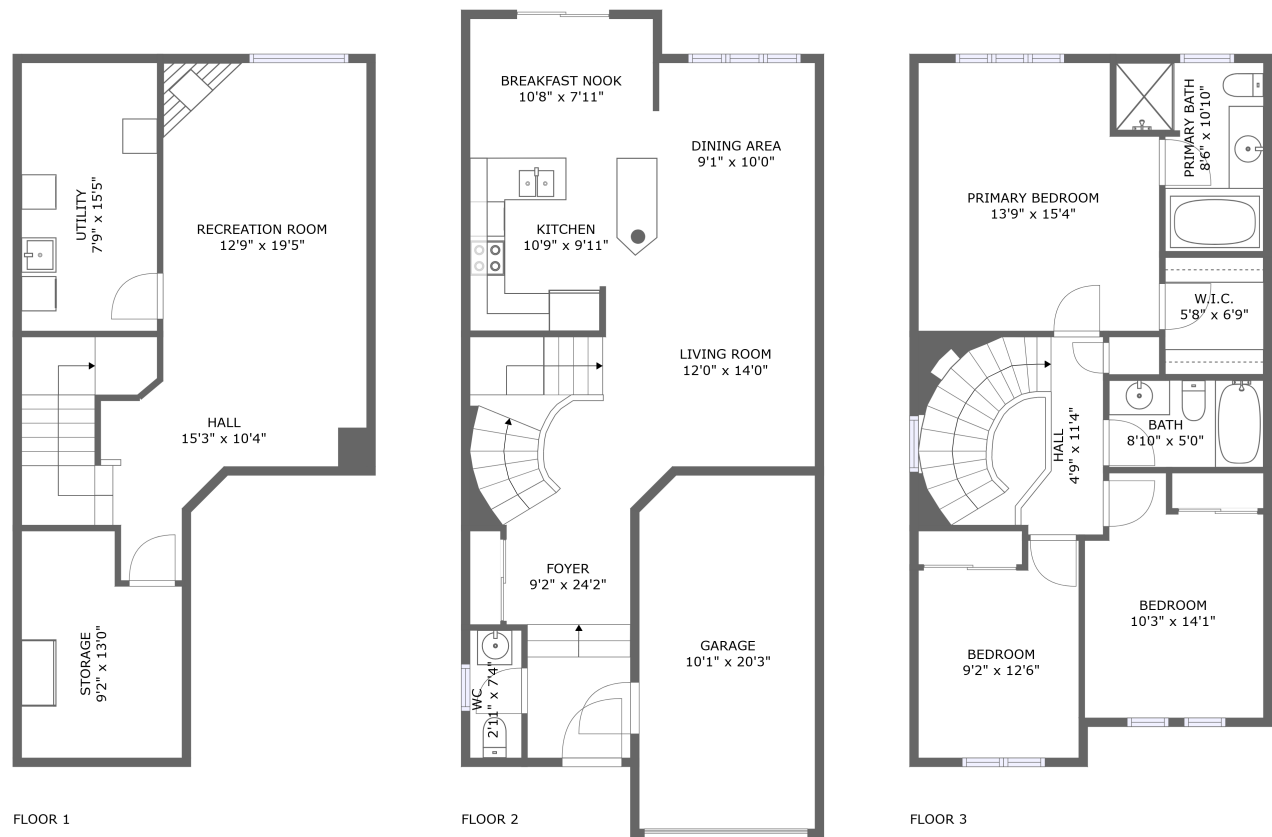 UTILITY
7'9" x 15'5"
RECREATION ROOM
12'9" x 19'5"
HALL
15'3" x 10'4"
STORAGE
9'2" x 13'0"
FLOOR 1
BREAKFAST NOOK
10'8" x 7'11"
DINING AREA
9'1" x 10'0"
KITCHEN
10'9" x 9'11"
LIVING ROOM
12'0" x 14'0"
FOYER
9'2" x 24'2"
WC
2'11" x 7'4"
GARAGE
10'1" x 20'3"
FLOOR 2
PRIMARY BATH
8'6" x 10'10"
PRIMARY BEDROOM
13'9" x 15'4"
W.I.C.
5'8" x 6'9"
HALL
4'9" x 11'4"
BATH
8'10" x 5'0"
BEDROOM
10'3" x 14'1"
BEDROOM
9'2" x 12'6"
FLOOR 3